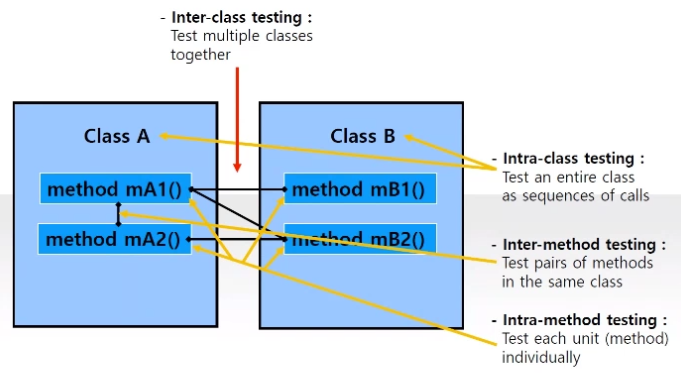 - Inter-class testing :
Test multiple classes
together
Class A
Class B
method mA1()
method mB1()
method mA2()
method mB2()
- Intra-class testing :
Test an entire class
as sequences of calls
- Inter-method testing :
Test pairs of methods
in the same class
- Intra-method testing :
Test each unit (method)
individually